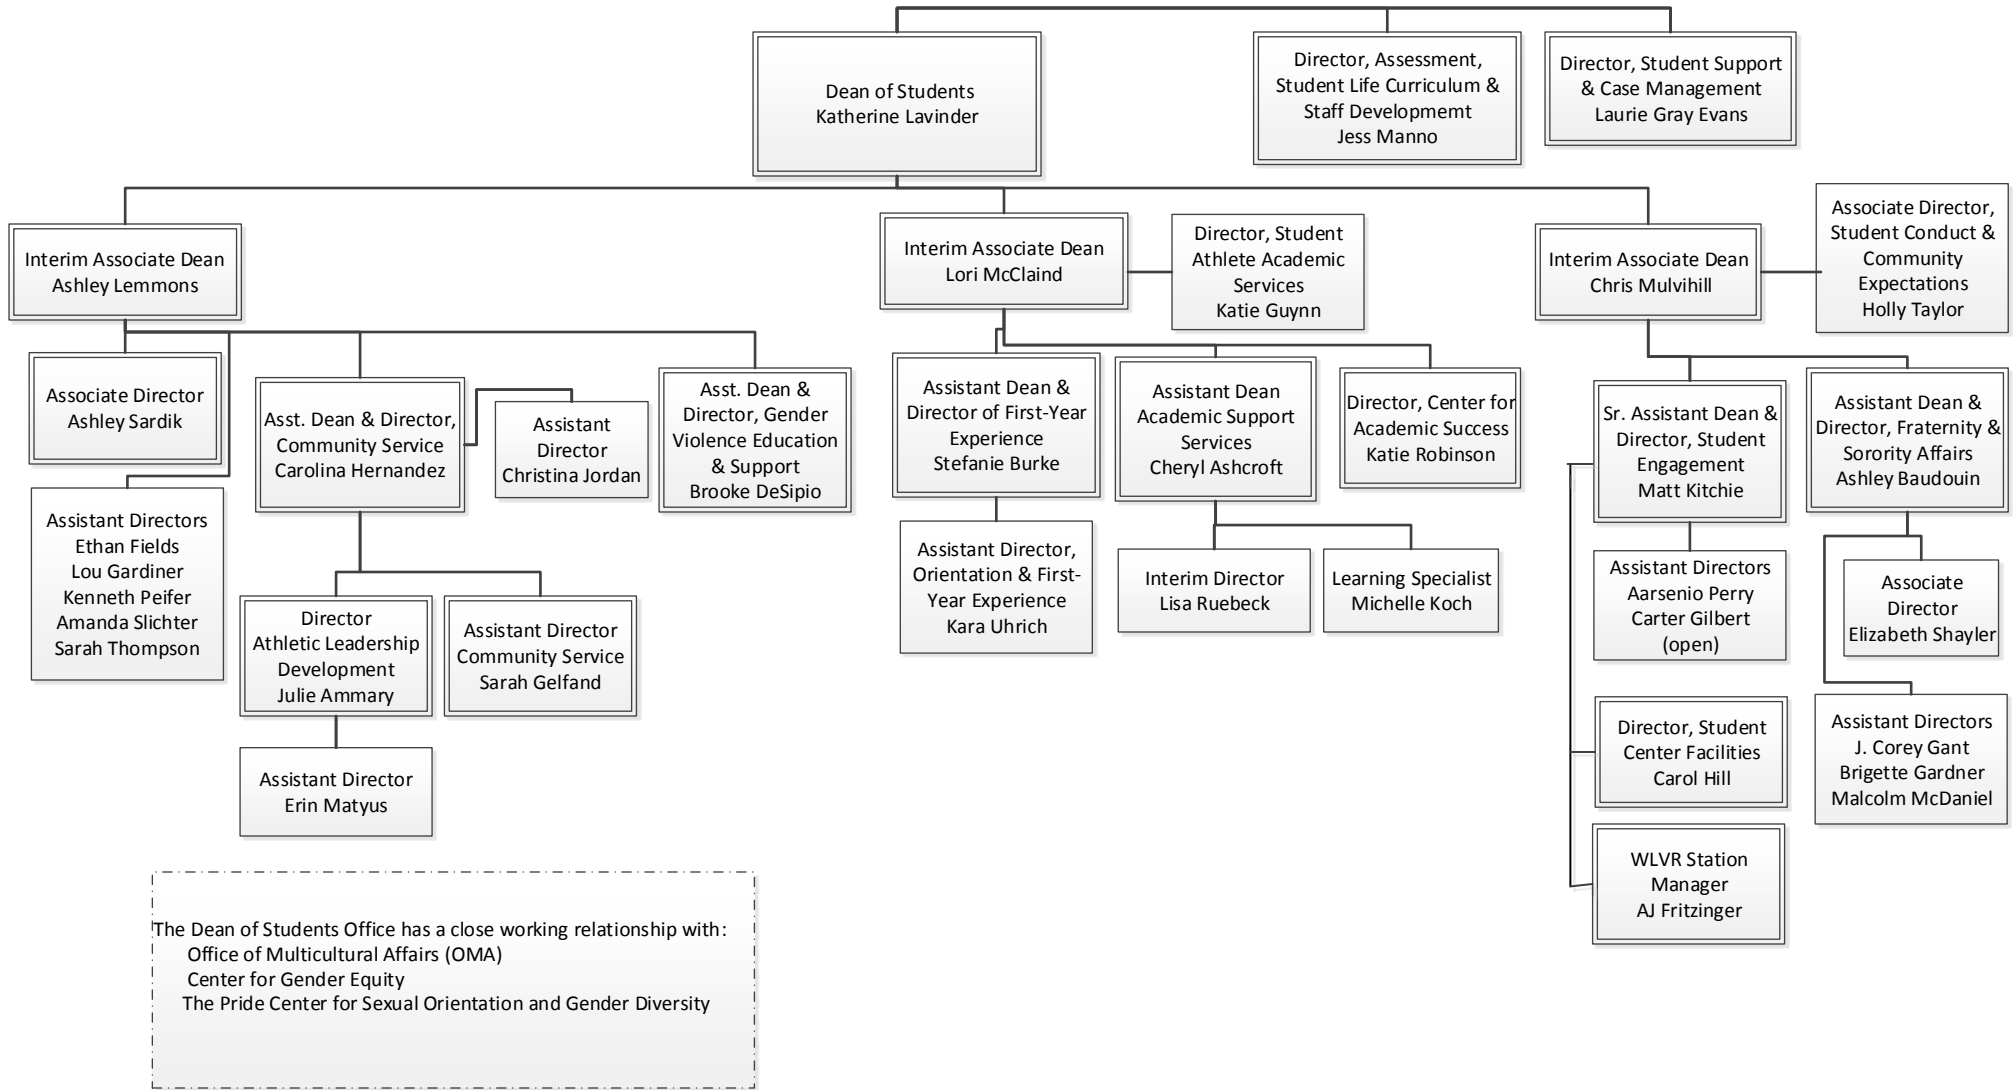 Dean of Students
Katherine Lavinder
Director, Assessment,
Student Life Curriculum &
Staff Developmemt
Jess Manno
Director, Student Support
& Case Management
Laurie Gray Evans
Interim Associate Dean
Ashley Lemmons
Interim Associate Dean
Lori McClaind
Director, Student
Athlete Academic
Services
Katie Guynn
Interim Associate Dean
Chris Mulvihill
Associate Director,
Student Conduct &
Community
Expectations
Holly Taylor
Associate Director
Ashley Sardik
Asst. Dean & Director,
Community Service
Carolina Hernandez
Assistant
Director
Christina Jordan
Asst. Dean &
Director, Gender
Violence Education
& Support
Brooke DeSipio
Assistant Dean &
Director of First-Year
Experience
Stefanie Burke
Assistant Dean
Academic Support
Services
Cheryl Ashcroft
Director, Center for
Academic Success
Katie Robinson
Sr. Assistant Dean &
Director, Student
Engagement
Matt Kitchie
Assistant Dean &
Director, Fraternity &
Sorority Affairs
Ashley Baudouin
Assistant Directors
Ethan Fields
Lou Gardiner
Kenneth Peifer
Amanda Slichter
Sarah Thompson
Director
Athletic Leadership
Development
Julie Ammary
Assistant Director
Community Service
Sarah Gelfand
Assistant Director,
Orientation & First-
Year Experience
Kara Uhrich
Interim Director
Lisa Ruebeck
Learning Specialist
Michelle Koch
Assistant Directors
Aarsenio Perry
Carter Gilbert
(open)
Associate
Director
Elizabeth Shayler
Assistant Director
Erin Matyus
Director, Student
Center Facilities
Carol Hill
Assistant Directors
J. Corey Gant
Brigette Gardner
Malcolm McDaniel
WLVR Station
Manager
AJ Fritzinger
The Dean of Students Office has a close working relationship with:
Office of Multicultural Affairs (OMA)
Center for Gender Equity
The Pride Center for Sexual Orientation and Gender Diversity